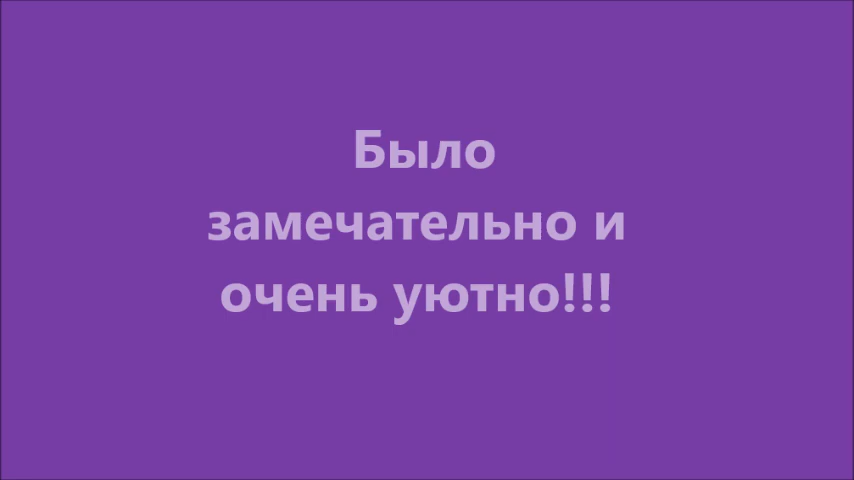 Было
замечательно и
очень уютно!!!